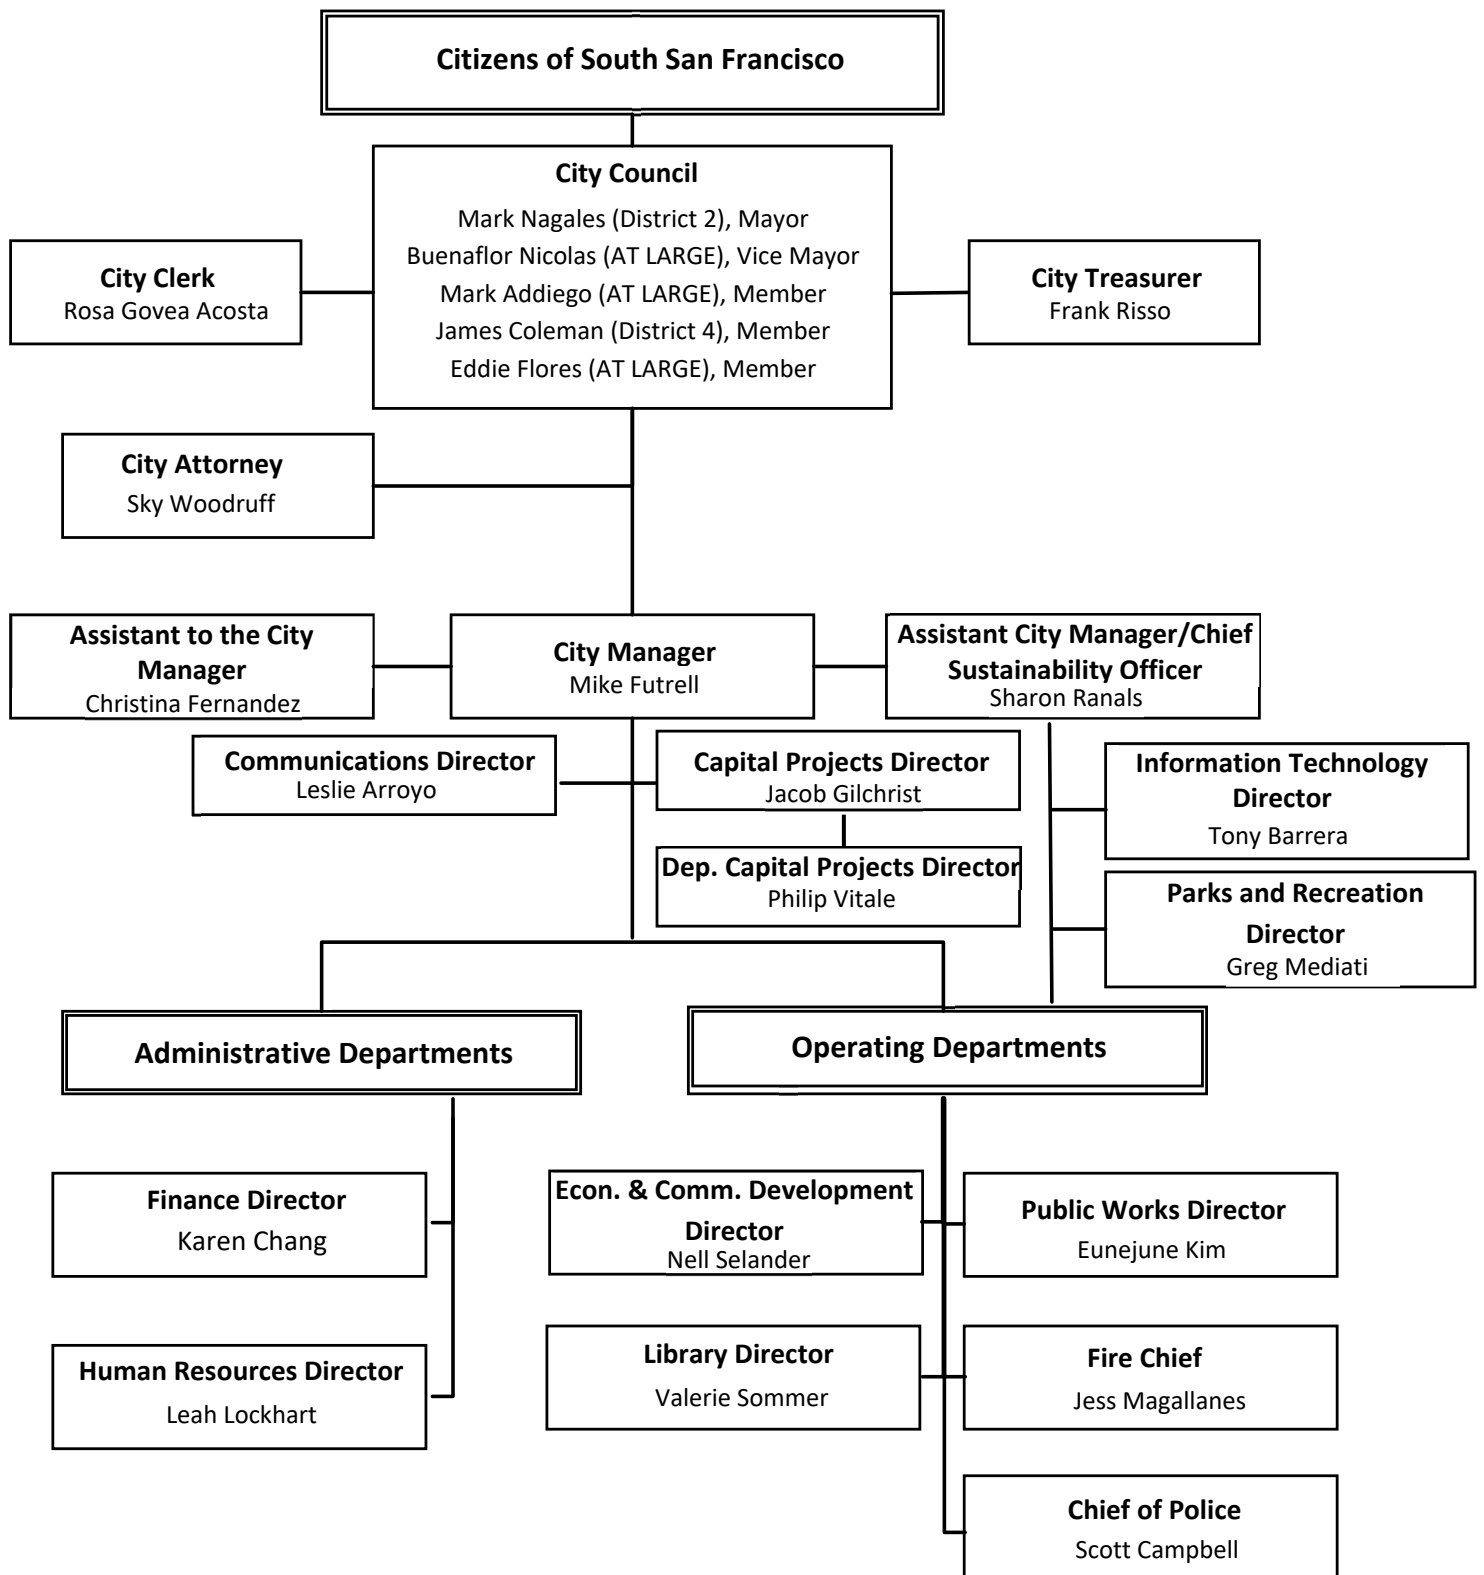 Citizens of South San Francisco
City Council
Mark Nagales (District 2), Mayor
Buenaflor Nicolas (AT LARGE), Vice Mayor
Mark Addiego (AT LARGE), Member
James Coleman (District 4), Member
Eddie Flores (AT LARGE), Member
City Clerk
Rosa Govea Acosta
City Treasurer
Frank Risso
City Attorney
Sky Woodruff
Assistant to the City
Manager
Christina Fernandez
City Manager
Mike Futrell
Assistant City Manager/Chief
Sustainability Officer
Sharon Ranals
Communications Director
Leslie Arroyo
Capital Projects Director
Jacob Gilchrist
Dep. Capital Projects Director
Philip Vitale
Information Technology
Director
Tony Barrera
Parks and Recreation
Director
Greg Mediati
Administrative Departments
Operating Departments
Finance Director
Karen Chang
Human Resources Director
Leah Lockhart
Econ. & Comm. Development
Director
Nell Selander
Public Works Director
Eunejune Kim
Library Director
Valerie Sommer
Fire Chief
Jess Magallanes
Chief of Police
Scott Campbell